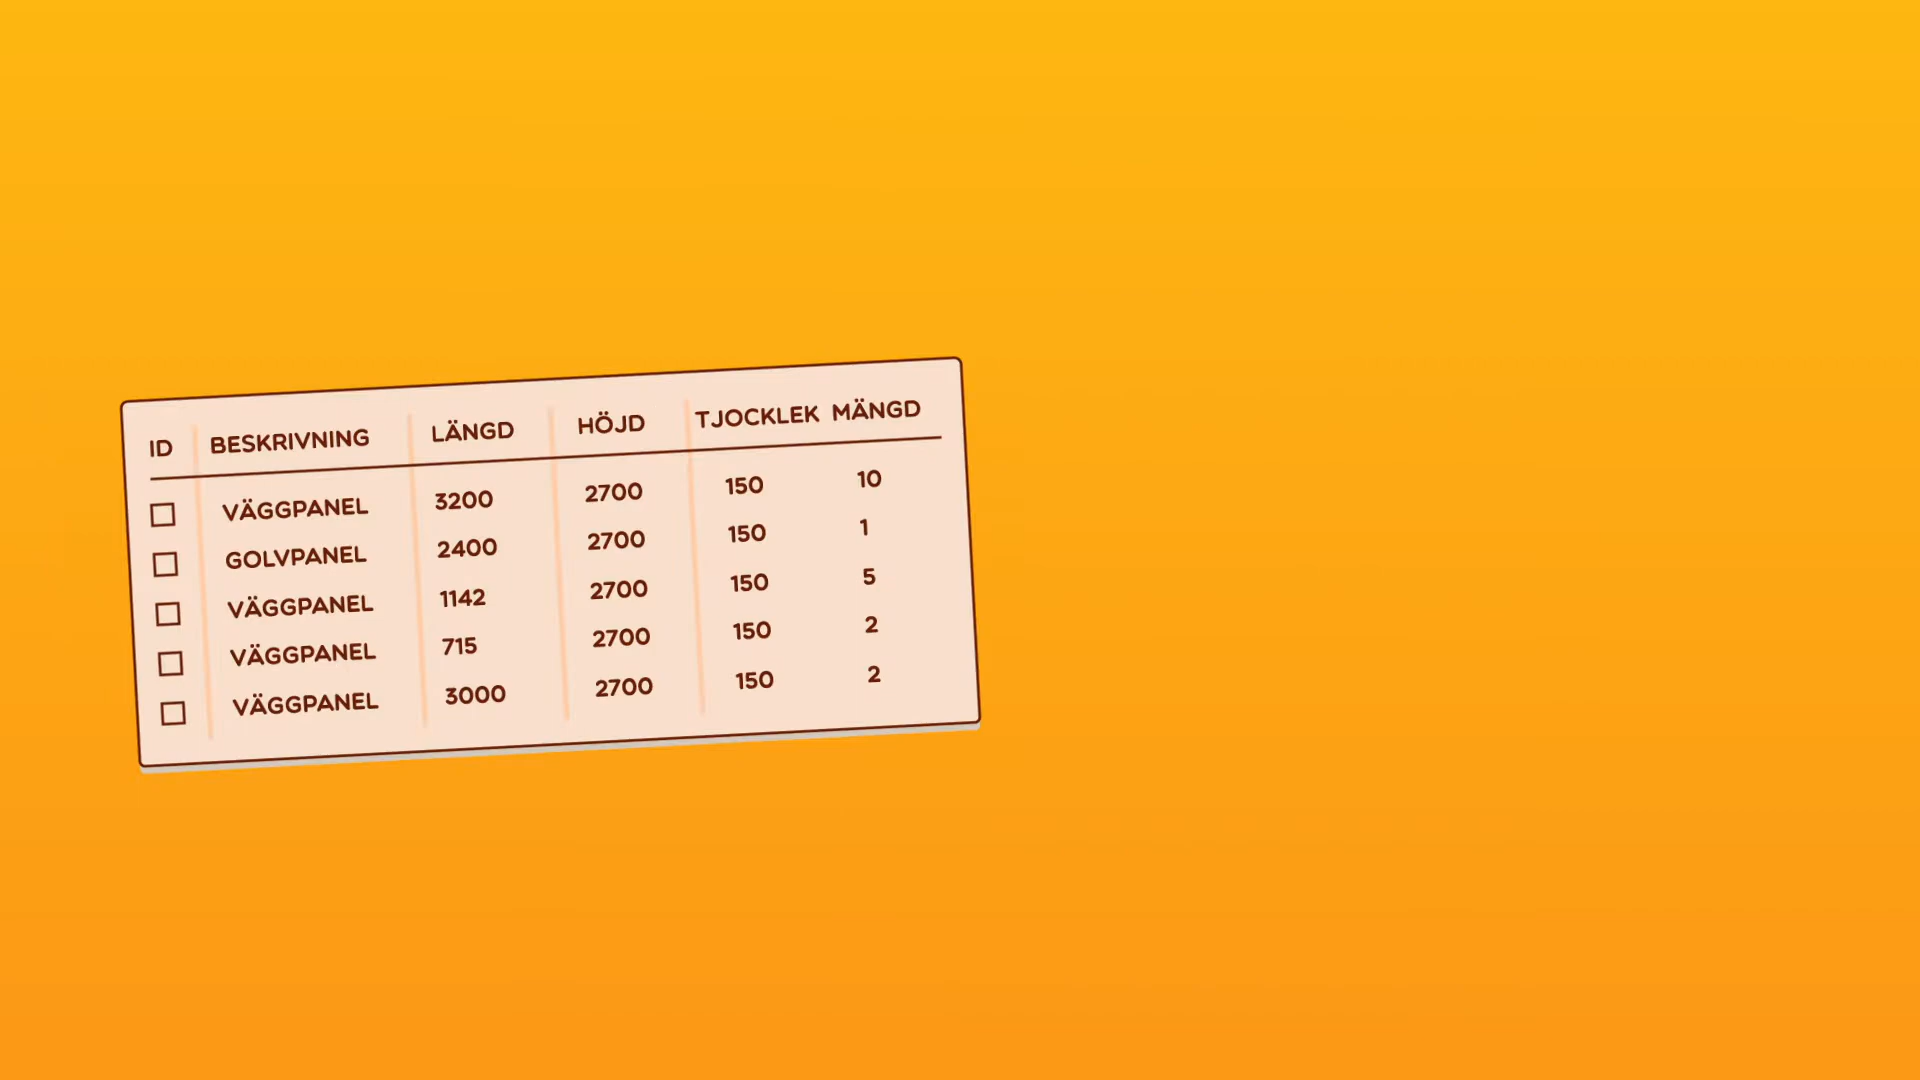 ID BESKRIVNING LÄNGD HÖJD TJOCKLEK MÄNGD
VÄGGPANEL 3200 2700 150 10
GOLVPANEL 2400 2700 150 1
VÄGGPANEL 1142 2700 150 5
VÄGGPANEL 715 2700 150 2
VÄGGPANEL 3000 2700 150 2